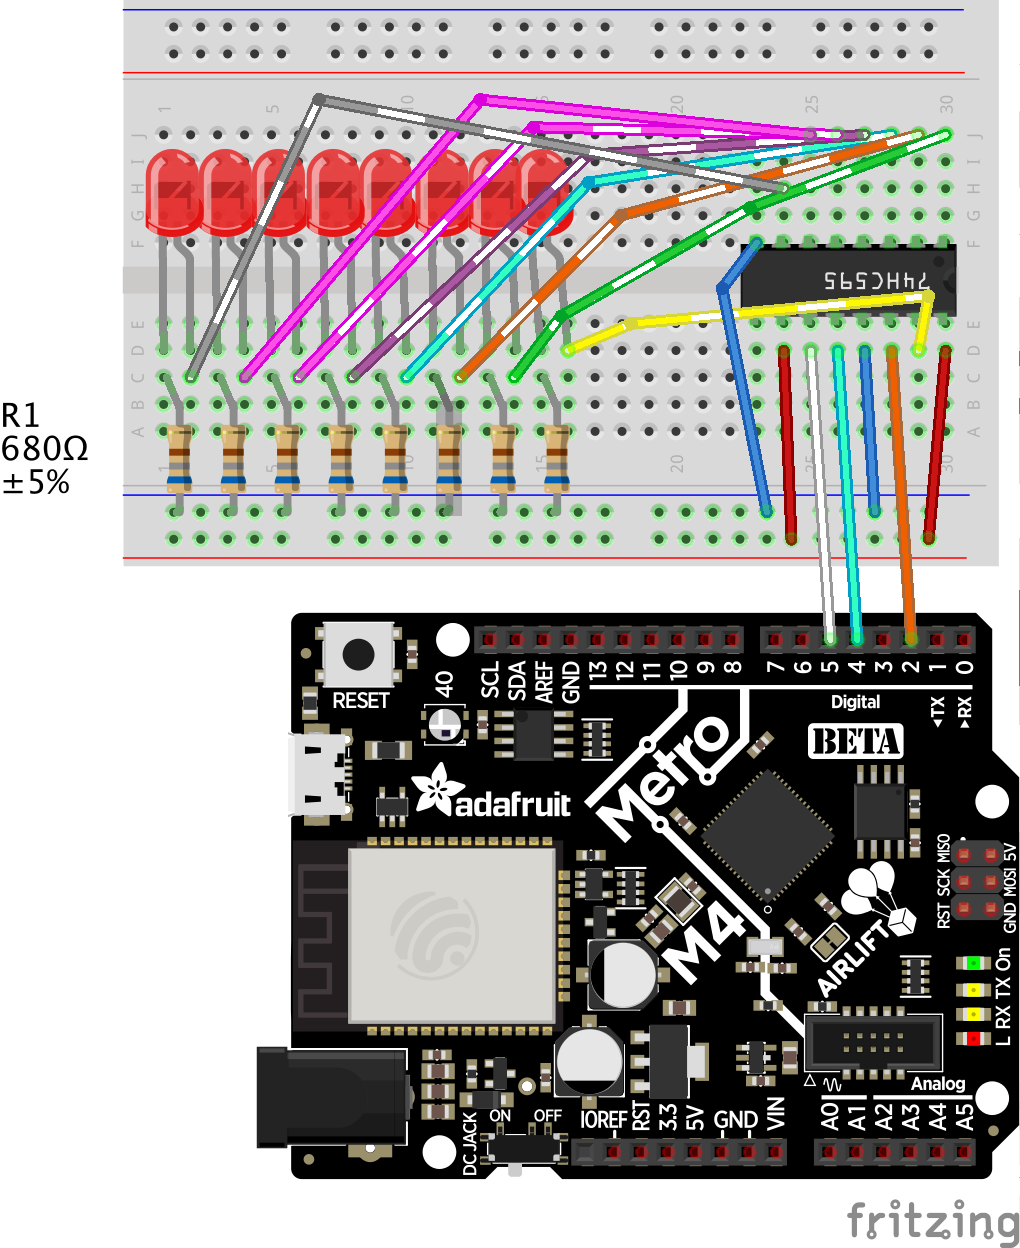 1 5 10 15 20 25 30
J
I
H
G
F
74HC595
E
D
C
B
A
1 5 10 15 20 25 30
R1
680Ω
±5%
RESET
40
SCL SDA AREF GND 13 12 11 10 9 8 7 6 5 4 3 2 1 0
Digital
◂TX
▸RX
BETA
Metro
M4
adafruit
AIRLIFT
RST SCK MISO
GND MOSI 5V
L RX TX On
Analog
DC JACK
ON OFF
IOREF RST 3.3 5V GND VIN A0 A1 A2 A3 A4 A5
fritzing